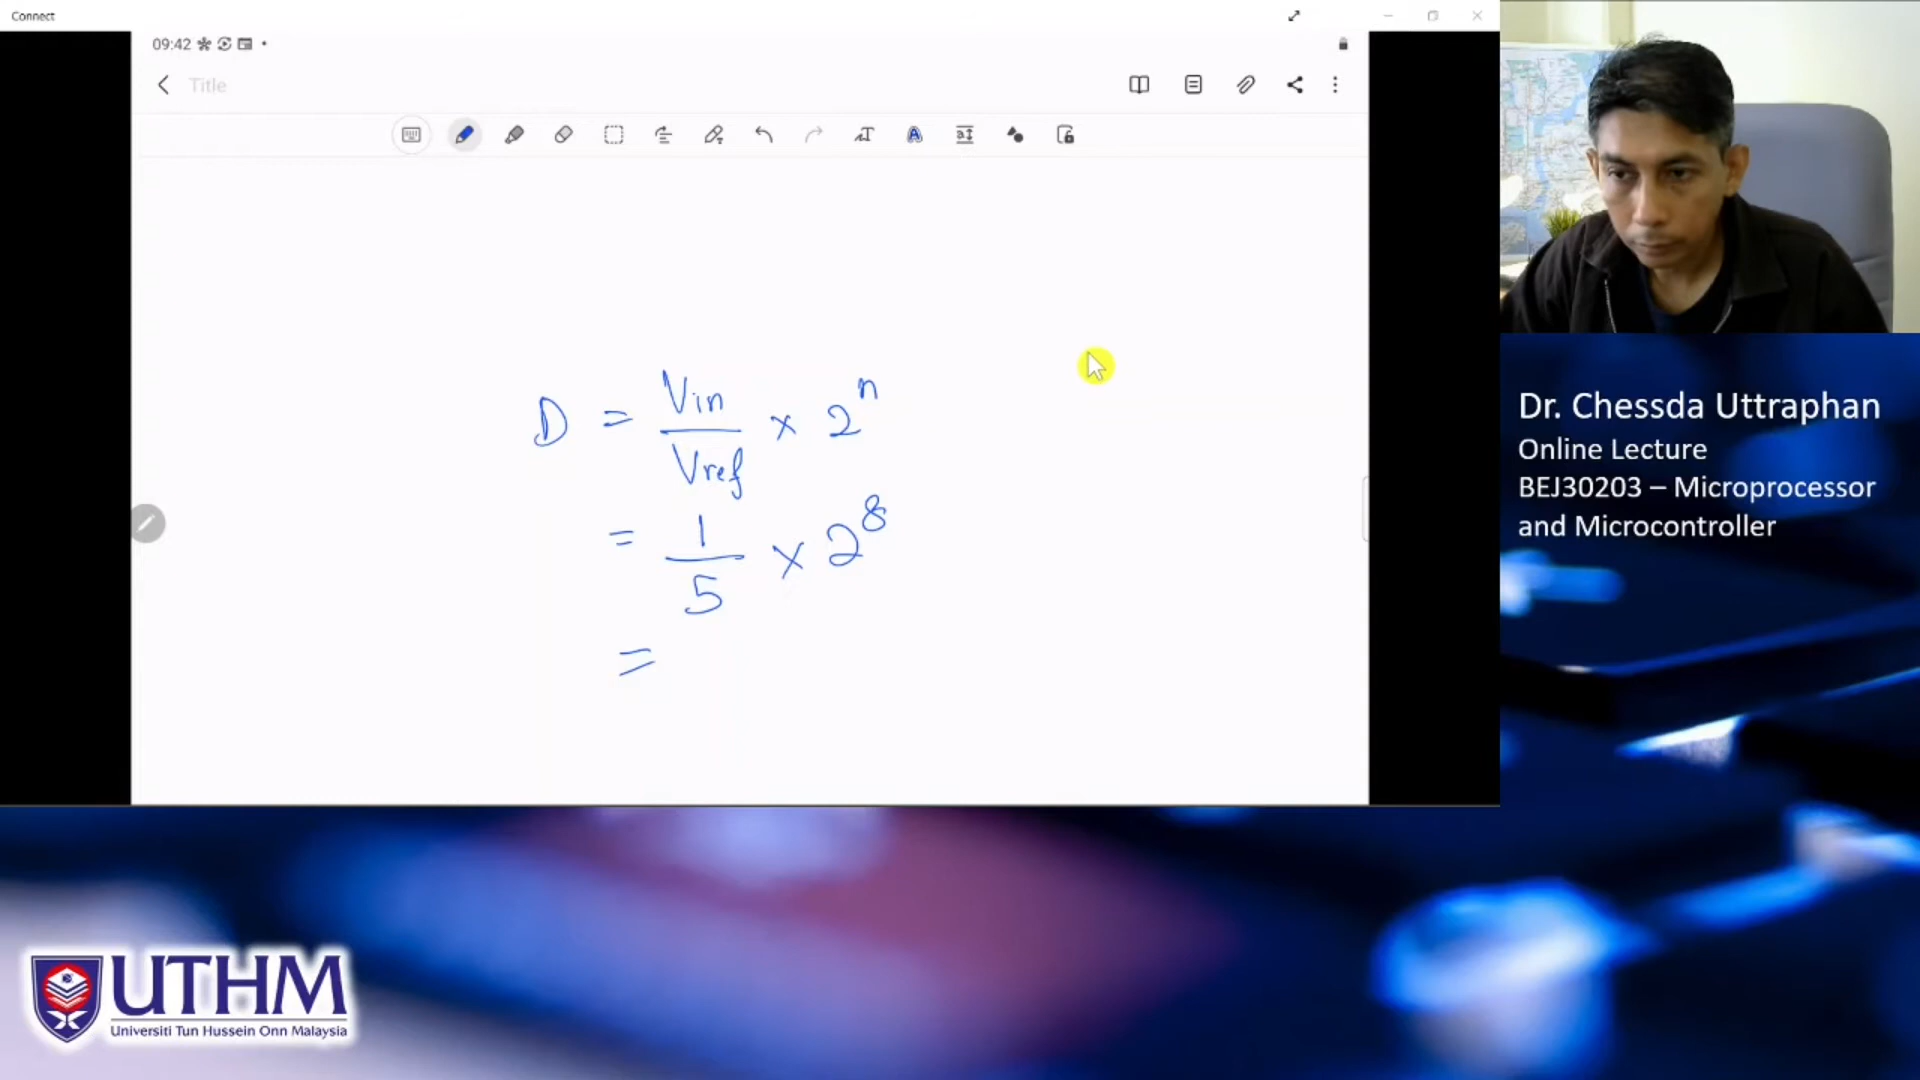 Connect
09:42
Title
D = Vin / Vref × 2^n
= 1 / 5 × 2^8
=
Dr. Chessda Uttraphan
Online Lecture
BEJ30203 – Microprocessor
and Microcontroller
UTHM
Universiti Tun Hussein Onn Malaysia